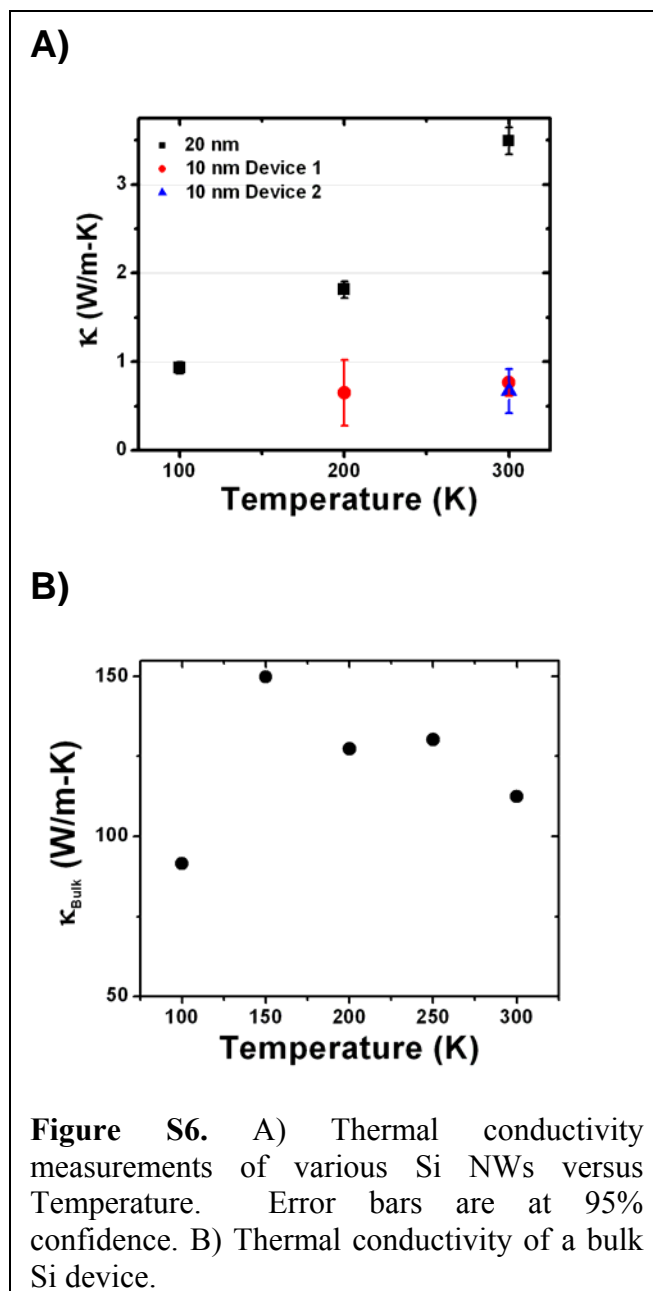 A)
3
2
1
0
κ (W/m-K)
20 nm
10 nm Device 1
10 nm Device 2
100
200
300
Temperature (K)
B)
150
100
50
κBulk (W/m-K)
100
150
200
250
300
Temperature (K)
Figure S6. A) Thermal conductivity
measurements of various Si NWs versus
Temperature. Error bars are at 95%
confidence. B) Thermal conductivity of a bulk
Si device.